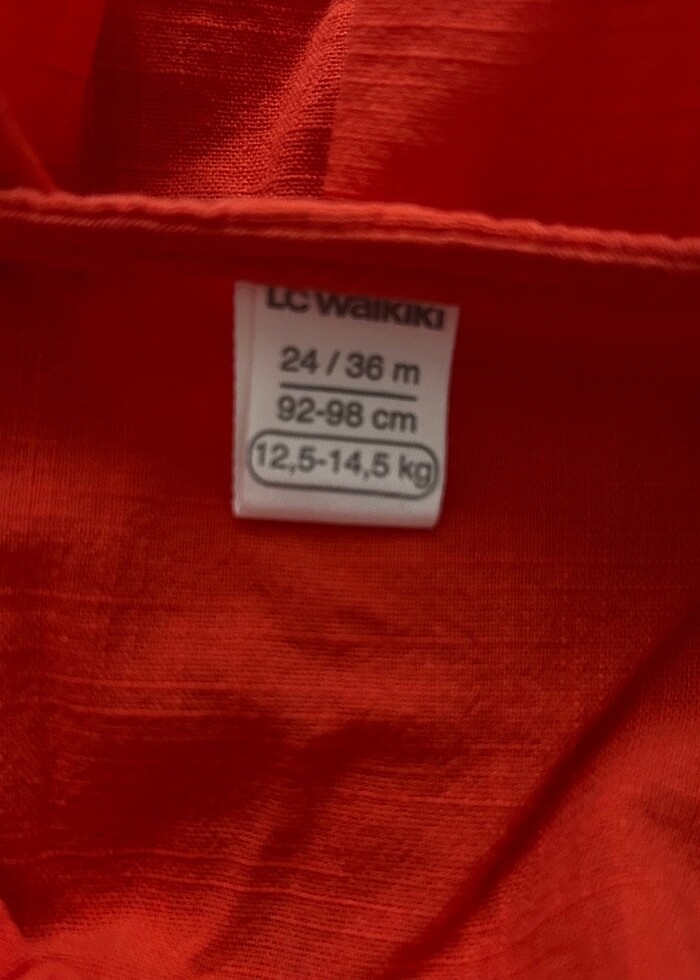 LC Waikiki
24 / 36 m
92-98 cm
12,5-14,5 kg